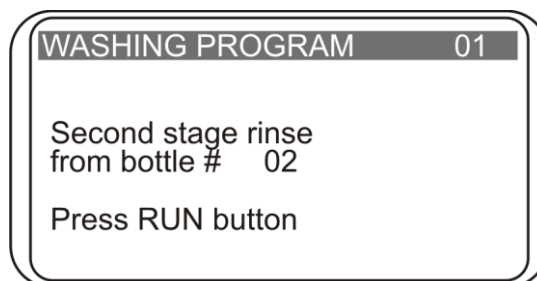 WASHING PROGRAM 01
Second stage rinse
from bottle # 02
Press RUN button